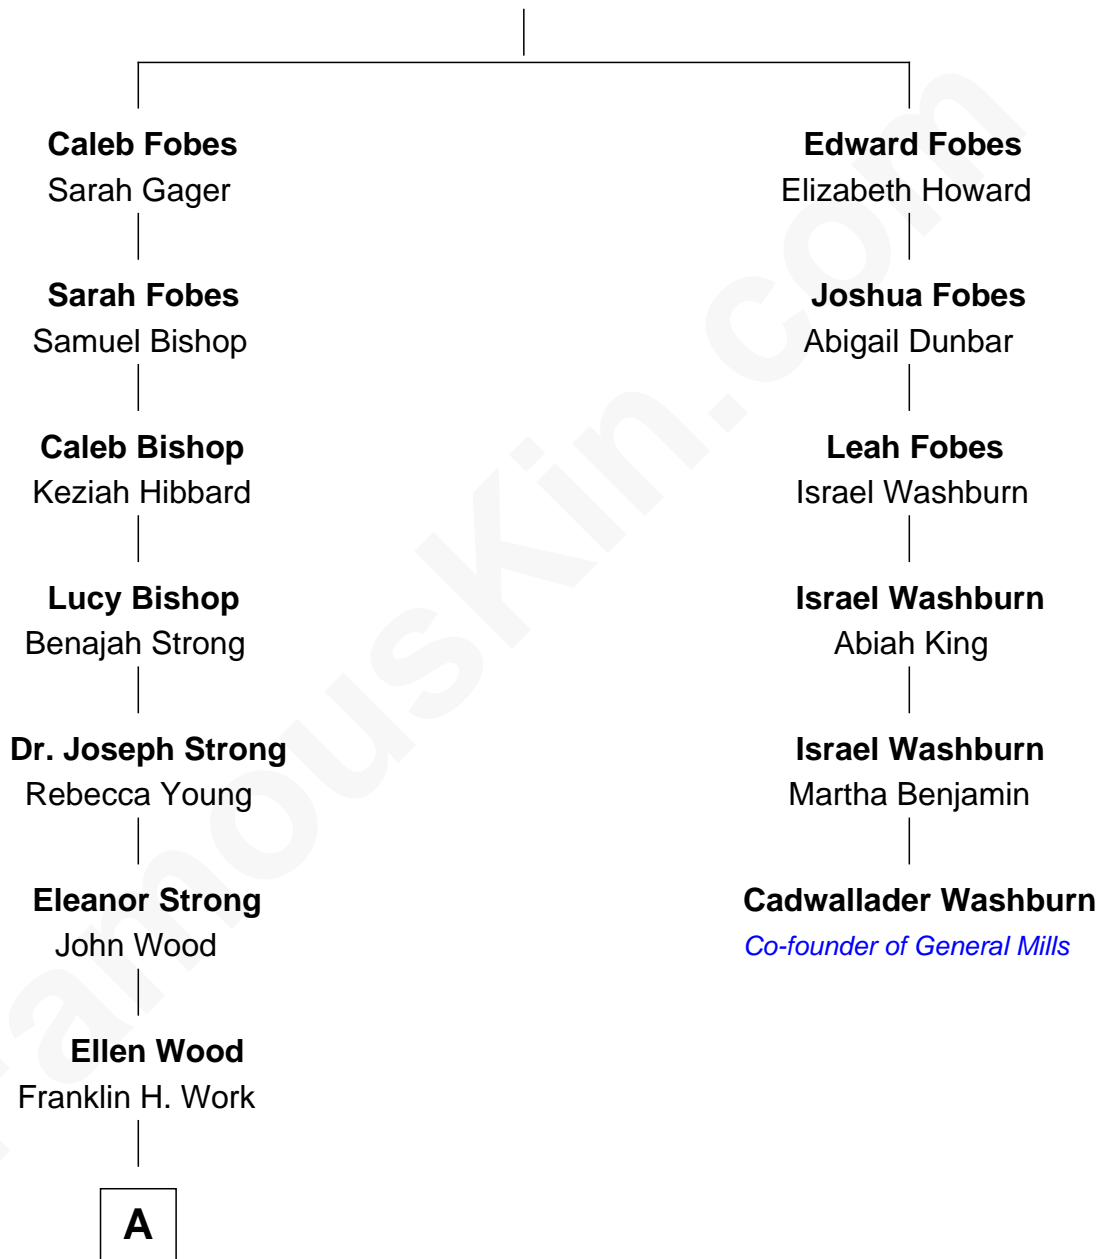 Caleb Fobes
Sarah Gager
Sarah Fobes
Samuel Bishop
Caleb Bishop
Keziah Hibbard
Lucy Bishop
Benajah Strong
Dr. Joseph Strong
Rebecca Young
Eleanor Strong
John Wood
Ellen Wood
Franklin H. Work
A
Edward Fobes
Elizabeth Howard
Joshua Fobes
Abigail Dunbar
Leah Fobes
Israel Washburn
Israel Washburn
Abiah King
Israel Washburn
Martha Benjamin
Cadwallader Washburn
Co-founder of General Mills
FamousKin.com